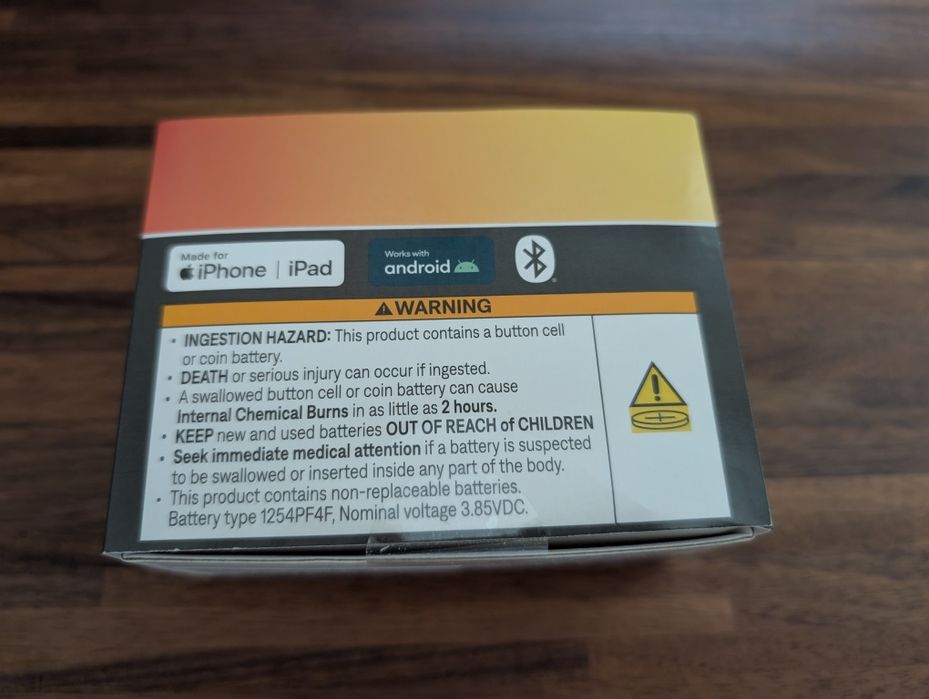 Made for
iPhone | iPad
Works with
android
WARNING
• INGESTION HAZARD: This product contains a button cell
or coin battery.
• DEATH or serious injury can occur if ingested.
• A swallowed button cell or coin battery can cause
Internal Chemical Burns in as little as 2 hours.
• KEEP new and used batteries OUT OF REACH of CHILDREN
• Seek immediate medical attention if a battery is suspected
to be swallowed or inserted inside any part of the body.
• This product contains non-replaceable batteries.
Battery type 1254PF4F, Nominal voltage 3.85VDC.